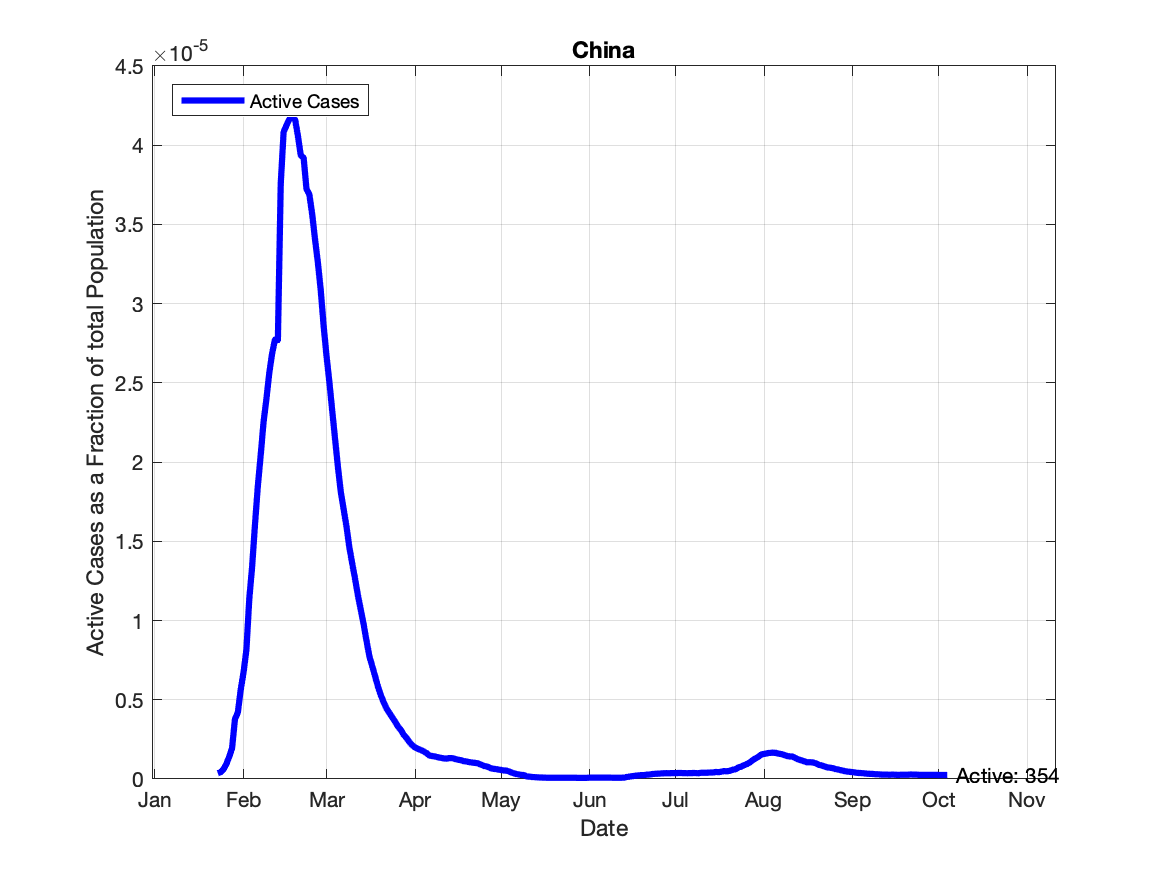 China
×10-5
Active Cases
4.5
4
3.5
3
2.5
2
1.5
1
0.5
0
Active Cases as a Fraction of total Population
Active: 354
Jan Feb Mar Apr May Jun Jul Aug Sep Oct Nov
Date